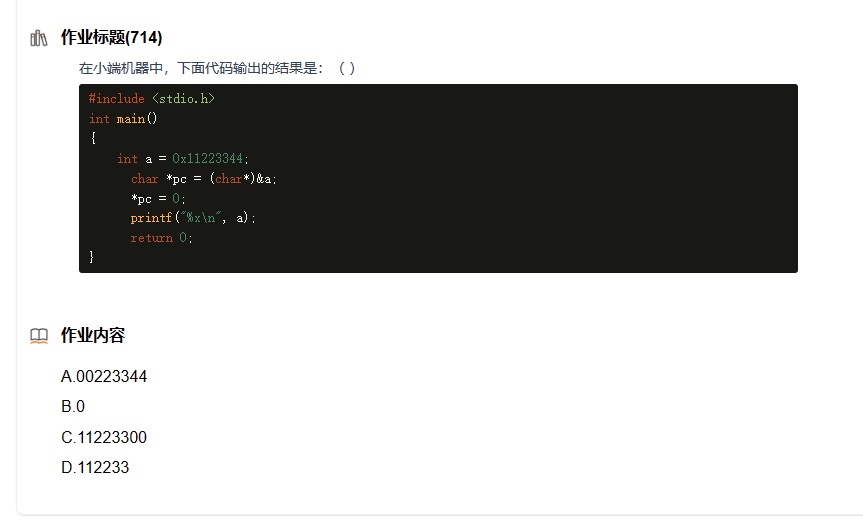 作业标题(714)
在小端机器中，下面代码输出的结果是：（ ）
#include <stdio.h>
int main()
{
    int a = 0x11223344;
      char *pc = (char*)&a;
      *pc = 0;
      printf("%x\n", a);
      return 0;
}
作业内容
A.00223344
B.0
C.11223300
D.112233